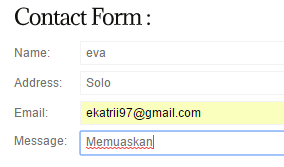 Contact Form :
Name: eva
Address: Solo
Email: ekatrii97@gmail.com
Message: Memuaskan